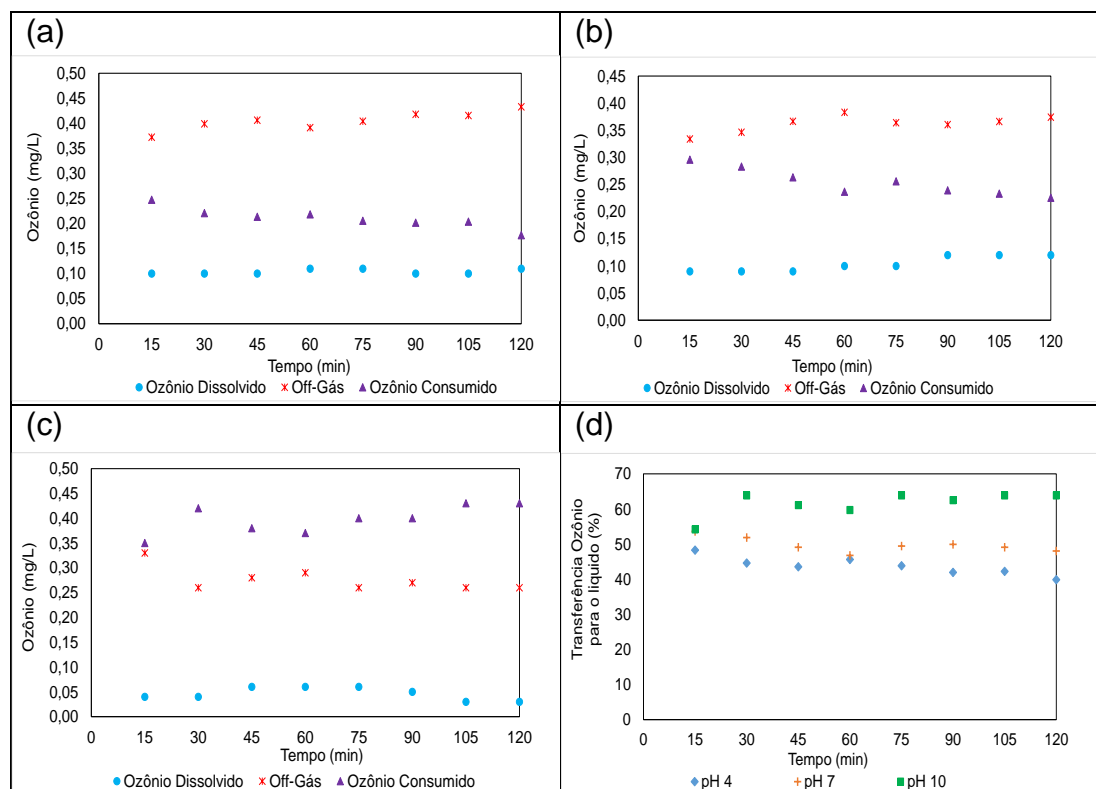 (a)
Ozônio (mg/L)
0,50
0,45
0,40
0,35
0,30
0,25
0,20
0,15
0,10
0,05
0,00
0 15 30 45 60 75 90 105 120
Tempo (min)
Ozônio Dissolvido Off-Gás Ozônio Consumido
(b)
Ozônio (mg/L)
0,45
0,40
0,35
0,30
0,25
0,20
0,15
0,10
0,05
0,00
0 15 30 45 60 75 90 105 120
Tempo (min)
Ozônio Dissolvido Off-Gás Ozônio Consumido
(c)
Ozônio (mg/L)
0,50
0,45
0,40
0,35
0,30
0,25
0,20
0,15
0,10
0,05
0,00
0 15 30 45 60 75 90 105 120
Tempo (min)
Ozônio Dissolvido Off-Gás Ozônio Consumido
(d)
Transferência Ozônio
para o liquido (%)
70
60
50
40
30
20
10
0
0 15 30 45 60 75 90 105 120
Tempo (min)
pH 4 pH 7 pH 10